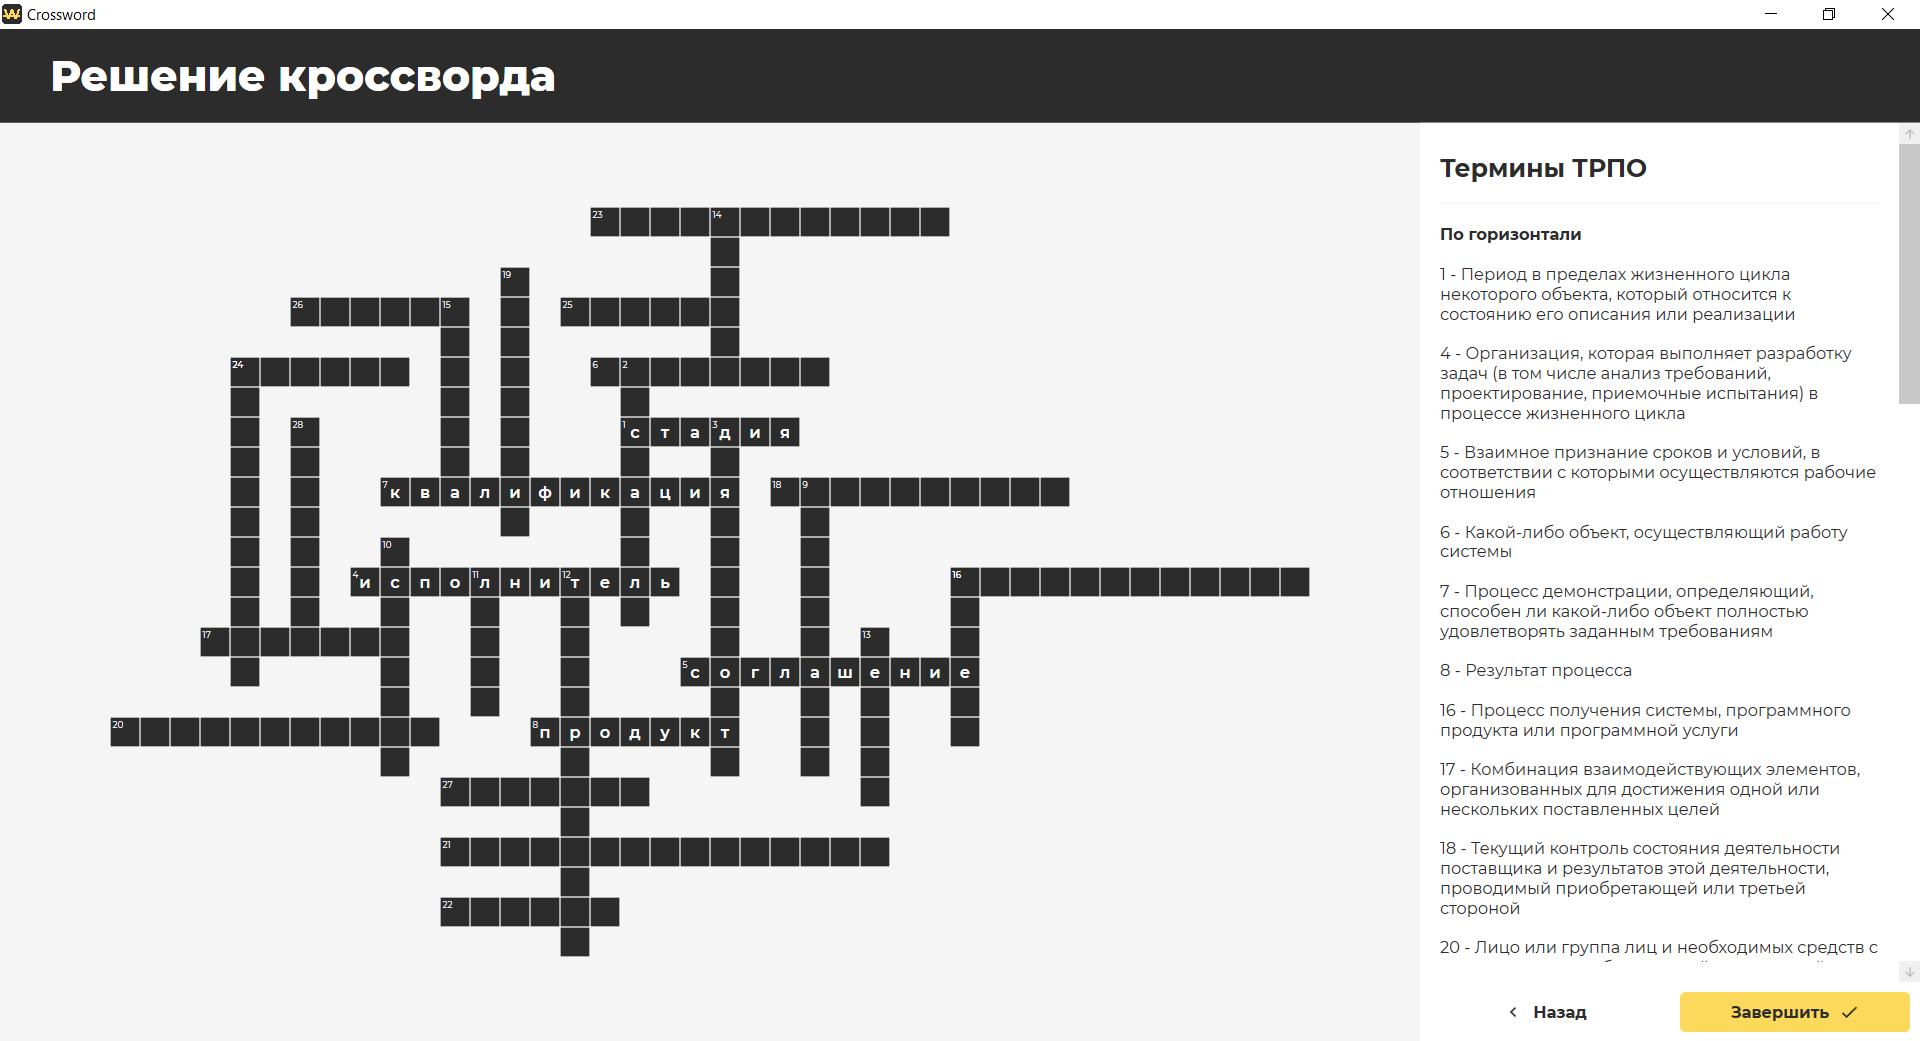 Crossword
Решение кроссворда
23 14
19
26 15 25
24 6 2
28 1 с т а 3 д и я
7 к в а л и ф и к а ц и я 18 9
10
4 и с п о 11 л н и 12 т е л ь 16
17 13
5 с о г л а ш е н и е
20 8 п р о д у к т
27
21
22
Термины ТРПО
По горизонтали
1 - Период в пределах жизненного цикла
некоторого объекта, который относится к
состоянию его описания или реализации
4 - Организация, которая выполняет разработку
задач (в том числе анализ требований,
проектирование, приемочные испытания) в
процессе жизненного цикла
5 - Взаимное признание сроков и условий, в
соответствии с которыми осуществляются рабочие
отношения
6 - Какой-либо объект, осуществляющий работу
системы
7 - Процесс демонстрации, определяющий,
способен ли какой-либо объект полностью
удовлетворять заданным требованиям
8 - Результат процесса
16 - Процесс получения системы, программного
продукта или программной услуги
17 - Комбинация взаимодействующих элементов,
организованных для достижения одной или
нескольких поставленных целей
18 - Текущий контроль состояния деятельности
поставщика и результатов этой деятельности,
проводимый приобретающей или третьей
стороной
20 - Лицо или группа лиц и необходимых средств с
Назад
Завершить